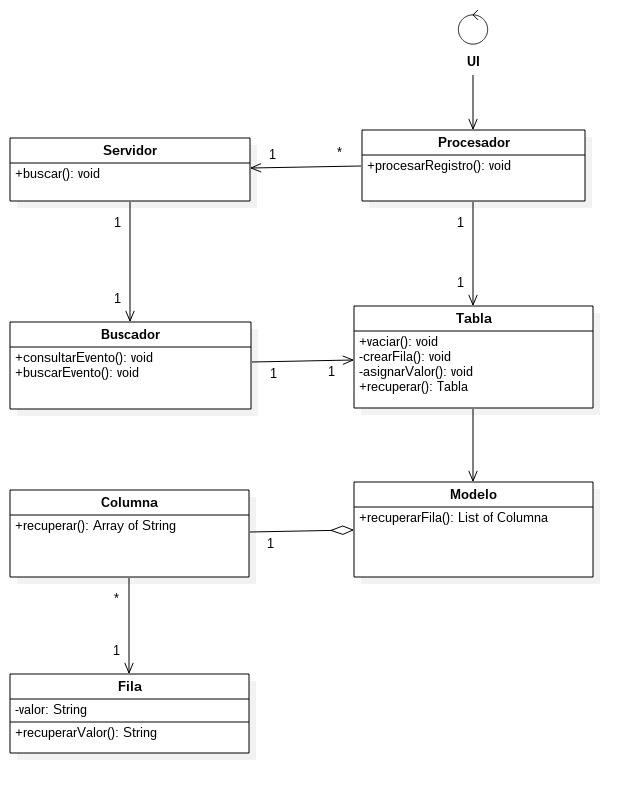 UI
Servidor
+buscar(): void
1
*
Procesador
+procesarRegistro(): void
1
1
1
1
Buscador
+consultarEvento(): void
+buscarEvento(): void
1
1
Tabla
+vaciar(): void
-crearFila(): void
-asignarValor(): void
+recuperar(): Tabla
Columna
+recuperar(): Array of String
1
Modelo
+recuperarFila(): List of Columna
*
1
Fila
-valor: String
+recuperarValor(): String